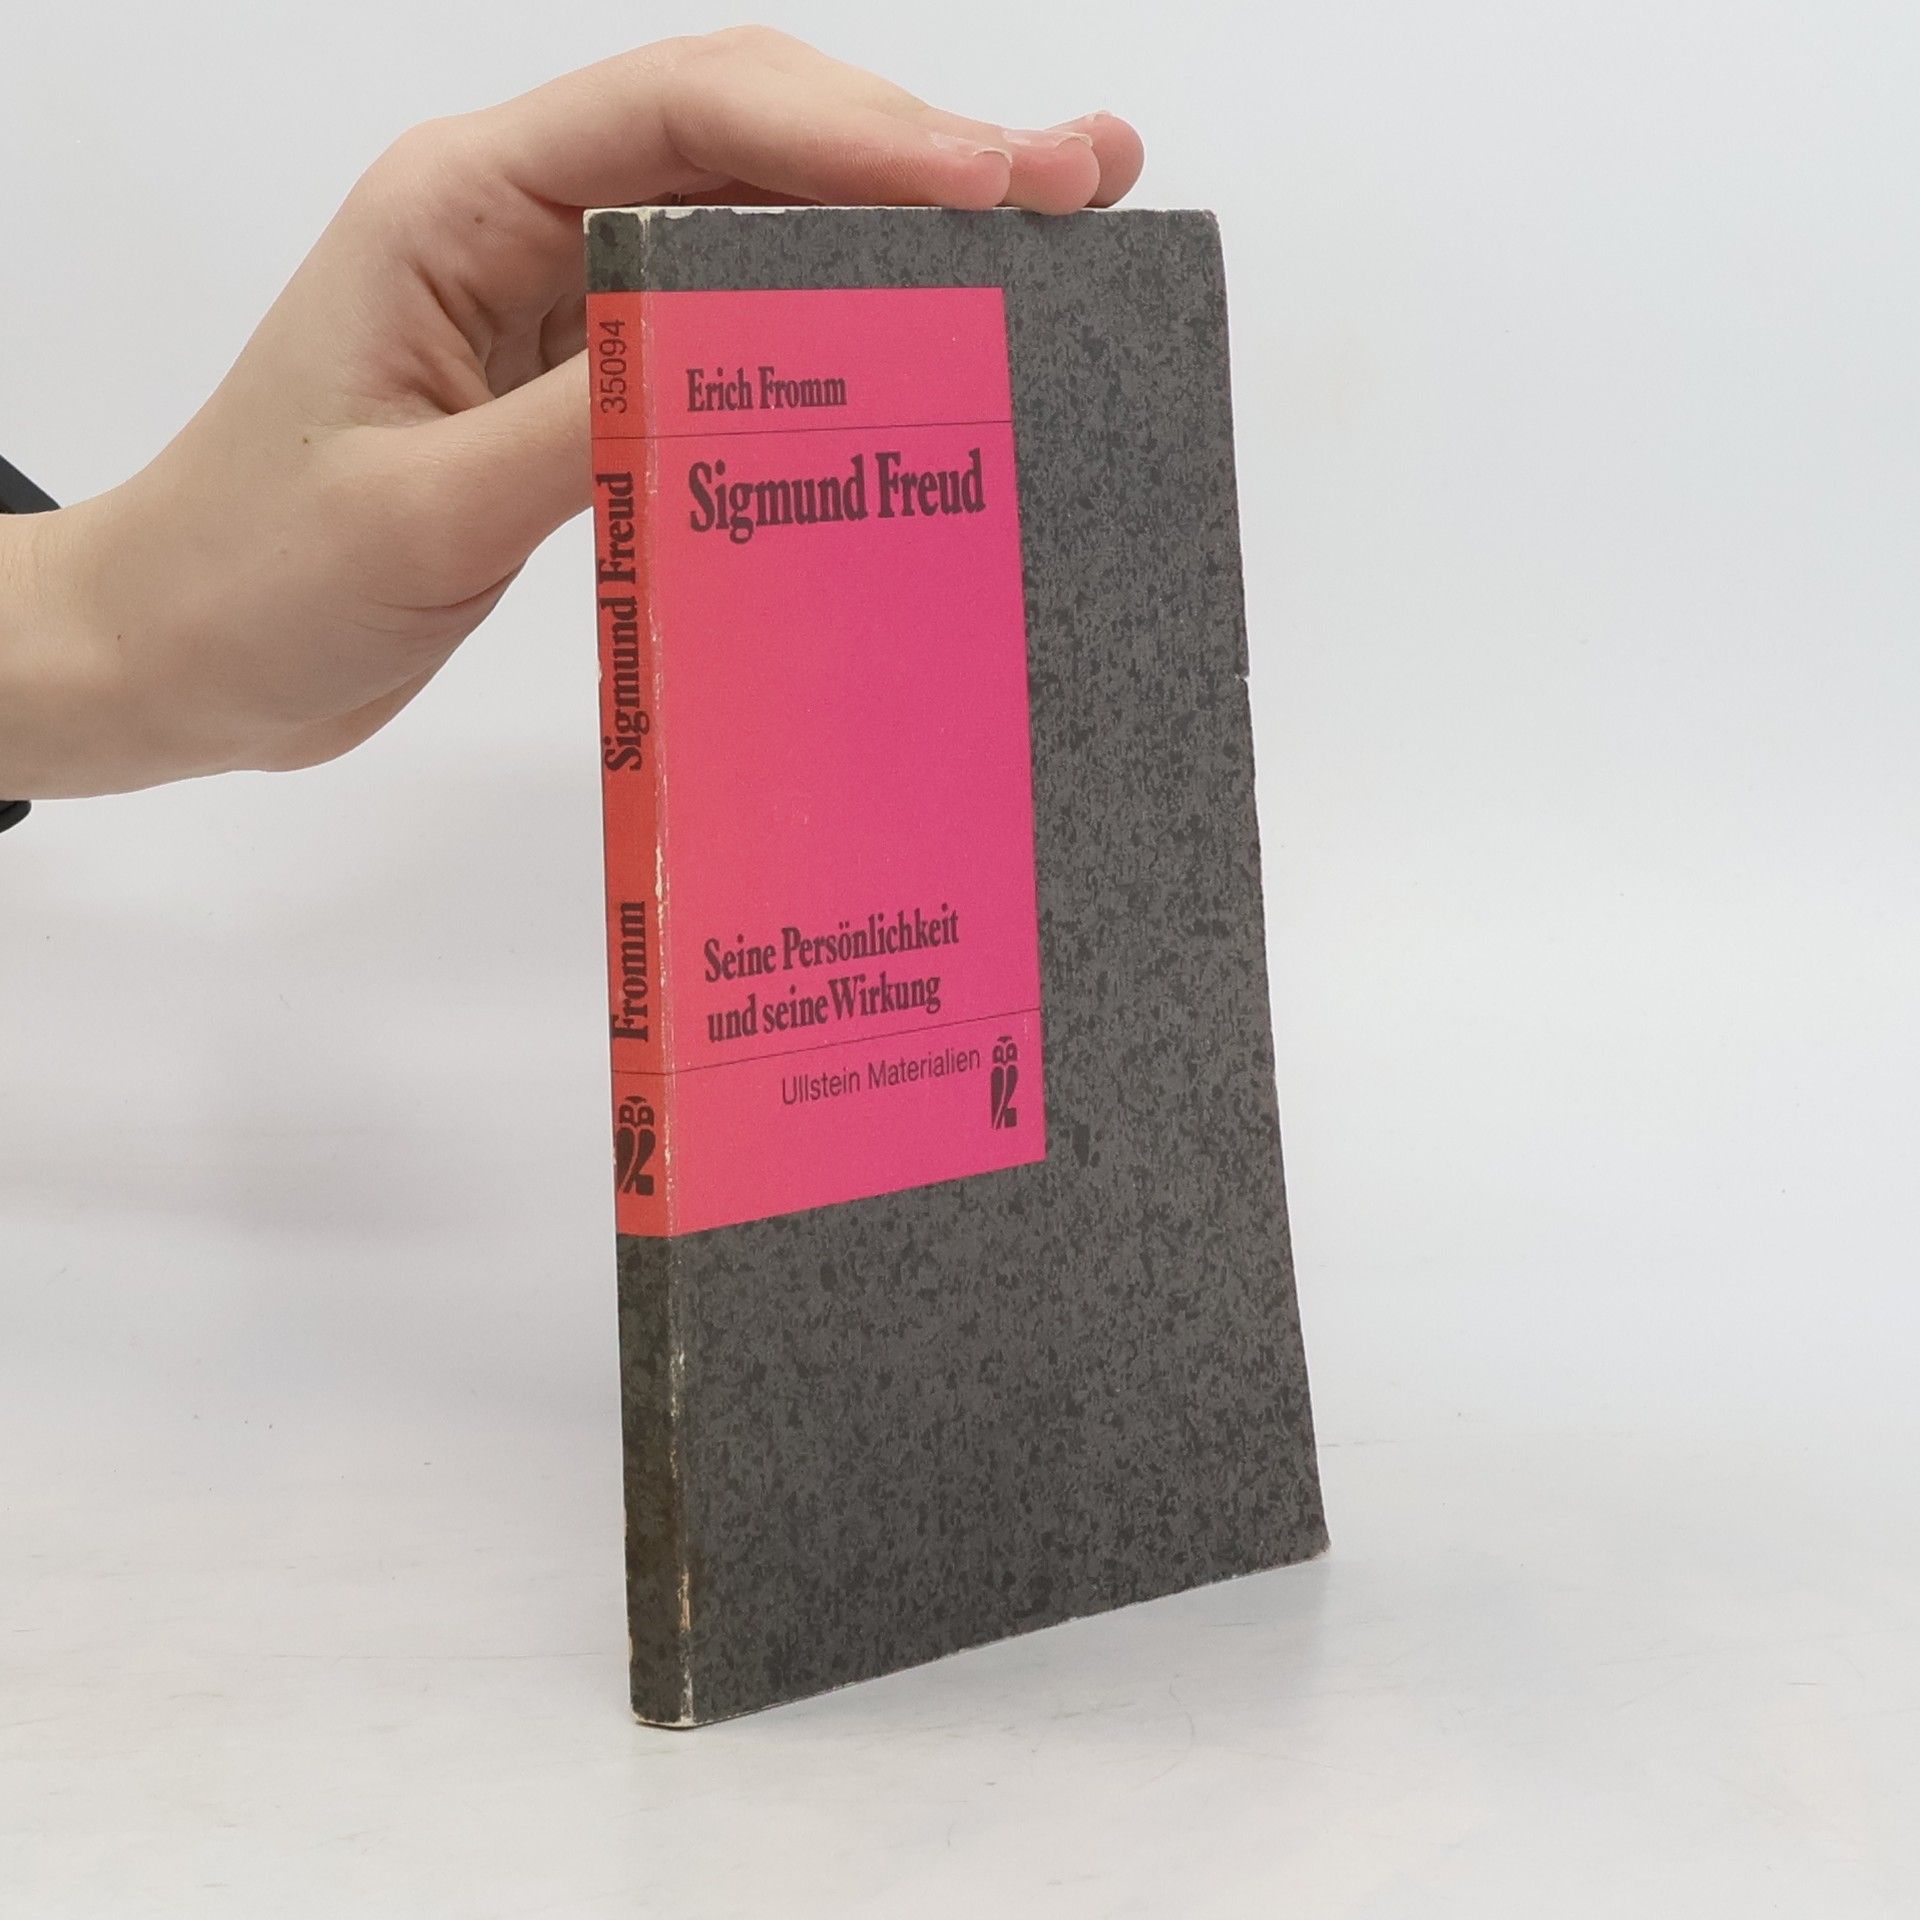 35094
Sigmund Freud
Fromm
Erich Fromm
Sigmund Freud
Seine Persönlichkeit
und seine Wirkung
Ullstein Materialien